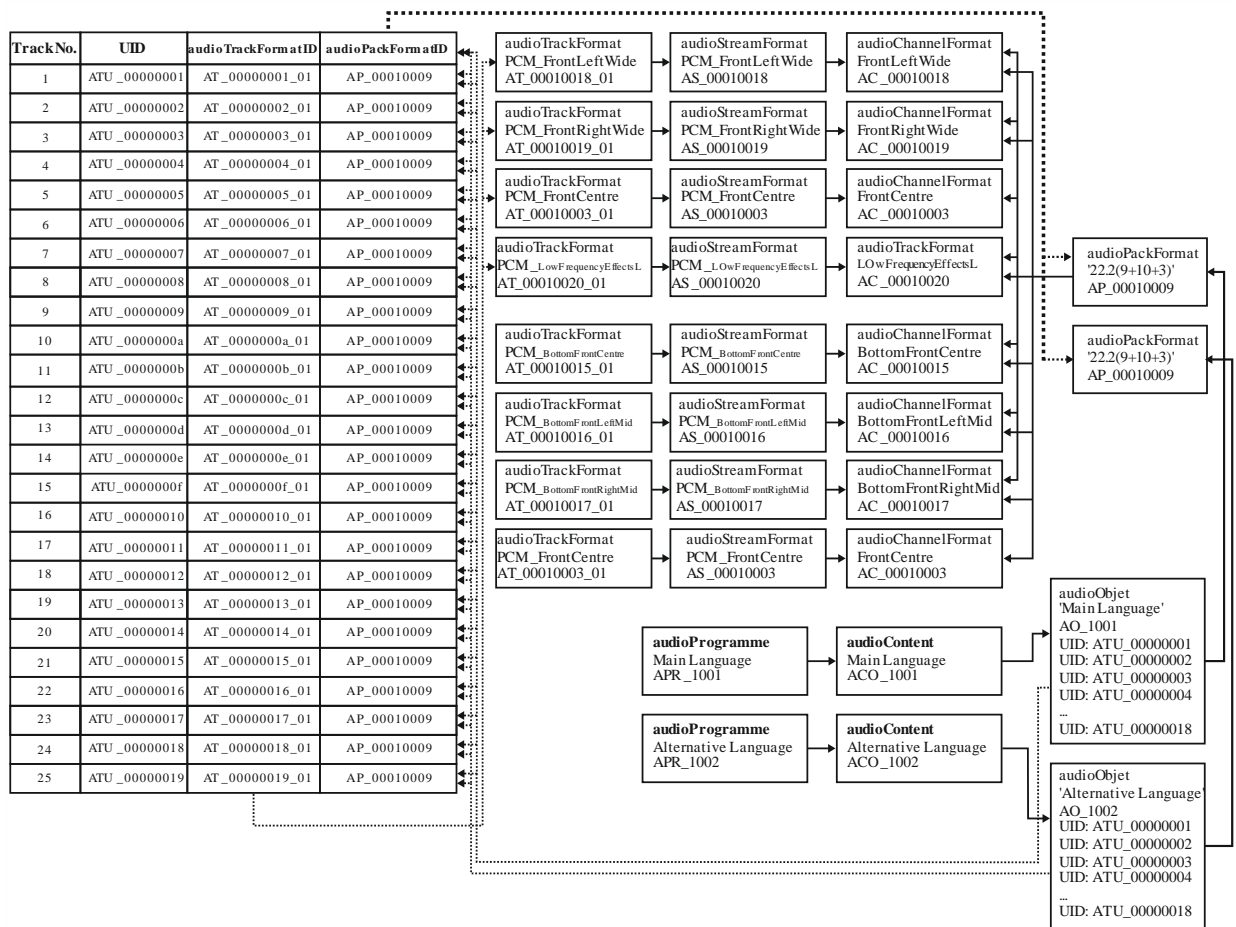 Track No. UID audioTrackFormatID audioPackFormatID
1 ATU_00000001 AT_00000001_01 AP_00010009
2 ATU_00000002 AT_00000002_01 AP_00010009
3 ATU_00000003 AT_00000003_01 AP_00010009
4 ATU_00000004 AT_00000004_01 AP_00010009
5 ATU_00000005 AT_00000005_01 AP_00010009
6 ATU_00000006 AT_00000006_01 AP_00010009
7 ATU_00000007 AT_00000007_01 AP_00010009
8 ATU_00000008 AT_00000008_01 AP_00010009
9 ATU_00000009 AT_00000009_01 AP_00010009
10 ATU_0000000a AT_0000000a_01 AP_00010009
11 ATU_0000000b AT_0000000b_01 AP_00010009
12 ATU_0000000c AT_0000000c_01 AP_00010009
13 ATU_0000000d AT_0000000d_01 AP_00010009
14 ATU_0000000e AT_0000000e_01 AP_00010009
15 ATU_0000000f AT_0000000f_01 AP_00010009
16 ATU_00000010 AT_00000010_01 AP_00010009
17 ATU_00000011 AT_00000011_01 AP_00010009
18 ATU_00000012 AT_00000012_01 AP_00010009
19 ATU_00000013 AT_00000013_01 AP_00010009
20 ATU_00000014 AT_00000014_01 AP_00010009
21 ATU_00000015 AT_00000015_01 AP_00010009
22 ATU_00000016 AT_00000016_01 AP_00010009
23 ATU_00000017 AT_00000017_01 AP_00010009
24 ATU_00000018 AT_00000018_01 AP_00010009
25 ATU_00000019 AT_00000019_01 AP_00010009
audioTrackFormat
PCM_FrontLeftWide
AT_00010018_01
audioStreamFormat
PCM_FrontLeftWide
AS_00010018
audioChannelFormat
FrontLeftWide
AC_00010018
audioTrackFormat
PCM_FrontRightWide
AT_00010019_01
audioStreamFormat
PCM_FrontRightWide
AS_00010019
audioChannelFormat
FrontRightWide
AC_00010019
audioTrackFormat
PCM_FrontCentre
AT_00010003_01
audioStreamFormat
PCM_FrontCentre
AS_00010003
audioChannelFormat
FrontCentre
AC_00010003
audioTrackFormat
PCM_LOwFrequencyEffectsL
AT_00010020_01
audioStreamFormat
PCM_LOwFrequencyEffectsL
AS_00010020
audioTrackFormat
LOwFrequencyEffectsL
AC_00010020
audioPackFormat
'22.2(9+10+3)'
AP_00010009
audioTrackFormat
PCM_BottomFrontCentre
AT_00010015_01
audioStreamFormat
PCM_BottomFrontCentre
AS_00010015
audioChannelFormat
BottomFrontCentre
AC_00010015
audioPackFormat
'22.2(9+10+3)'
AP_00010009
audioTrackFormat
PCM_BottomFrontLeftMid
AT_00010016_01
audioStreamFormat
PCM_BottomFrontLeftMid
AS_00010016
audioChannelFormat
BottomFrontLeftMid
AC_00010016
audioTrackFormat
PCM_BottomFrontRightMid
AT_00010017_01
audioStreamFormat
PCM_BottomFrontRightMid
AS_00010017
audioChannelFormat
BottomFrontRightMid
AC_00010017
audioTrackFormat
PCM_FrontCentre
AT_00010003_01
audioStreamFormat
PCM_FrontCentre
AS_00010003
audioChannelFormat
FrontCentre
AC_00010003
audioProgramme
Main Language
APR_1001
audioContent
Main Language
ACO_1001
audioObjet
'Main Language'
AO_1001
UID: ATU_00000001
UID: ATU_00000002
UID: ATU_00000003
UID: ATU_00000004
...
UID: ATU_00000018
audioProgramme
Alternative Language
APR_1002
audioContent
Alternative Language
ACO_1002
audioObjet
'Alternative Language'
AO_1002
UID: ATU_00000001
UID: ATU_00000002
UID: ATU_00000003
UID: ATU_00000004
...
UID: ATU_00000018